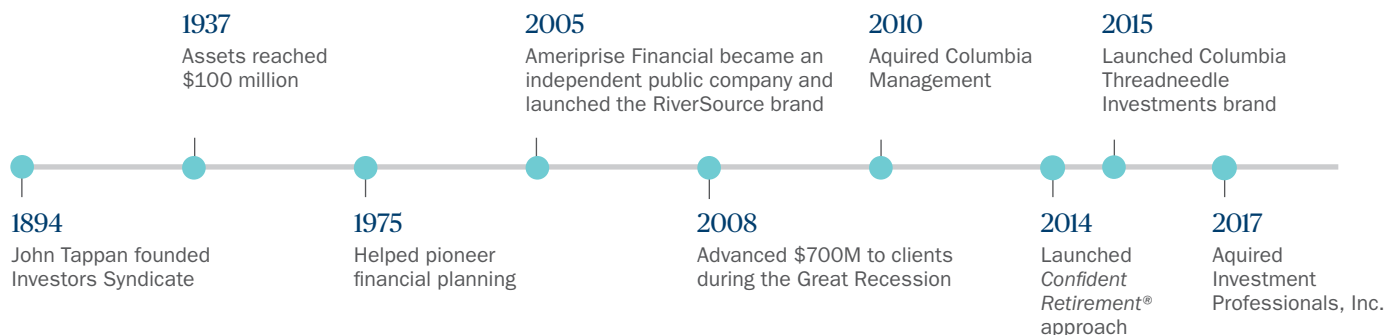 1937
Assets reached
$100 million
2005
Ameriprise Financial became an
independent public company and
launched the RiverSource brand
2010
Aquired Columbia
Management
2015
Launched Columbia
Threadneedle
Investments brand
1894
John Tappan founded
Investors Syndicate
1975
Helped pioneer
financial planning
2008
Advanced $700M to clients
during the Great Recession
2014
Launched
Confident
Retirement®
approach
2017
Aquired
Investment
Professionals, Inc.